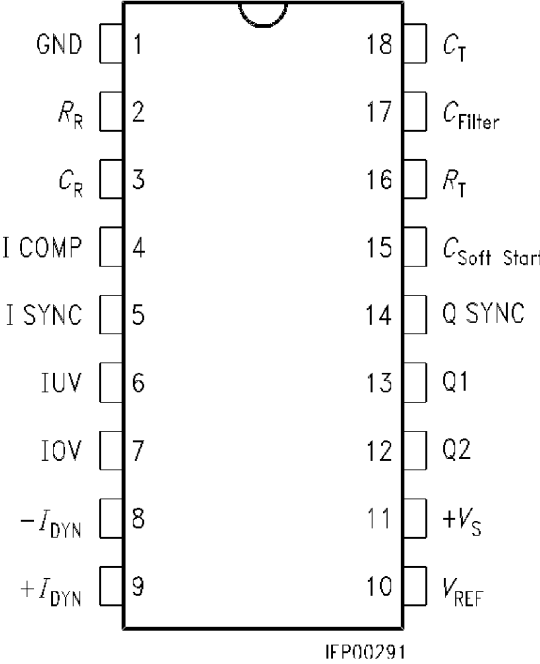 GND 1 18 C_T
R_R 2 17 C_Filter
C_R 3 16 R_T
I COMP 4 15 C_Soft Start
I SYNC 5 14 Q SYNC
IUV 6 13 Q1
IOV 7 12 Q2
−I_DYN 8 11 +V_S
+I_DYN 9 10 V_REF
IEP00291